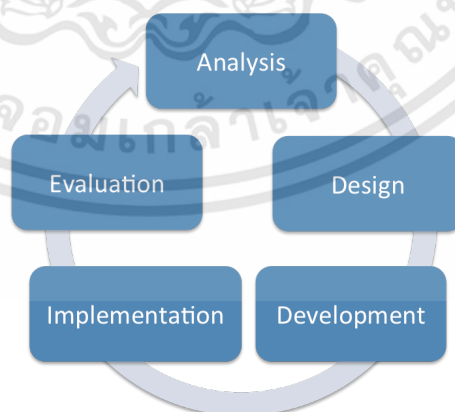 Analysis
Evaluation
Design
Implementation
Development